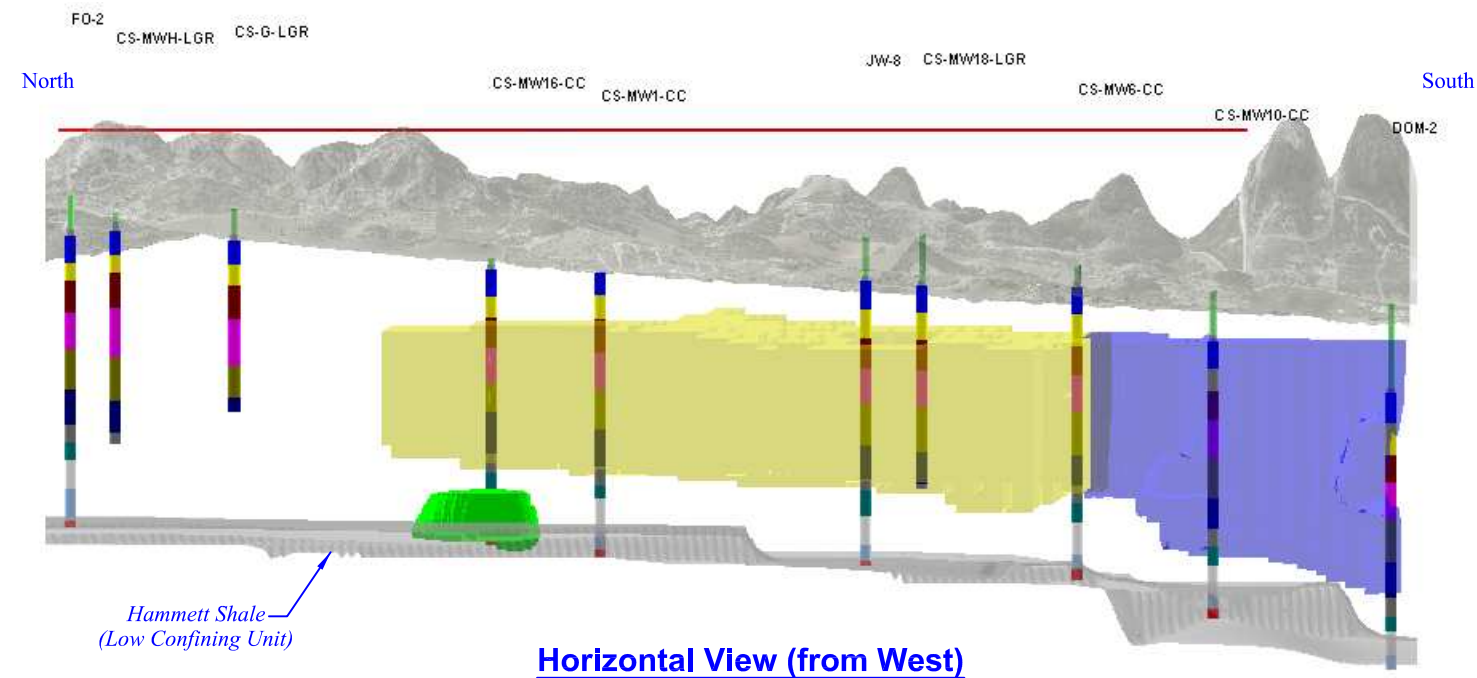 FO-2
CS-MWH-LGR
CS-G-LGR
JW-8
CS-MW18-LGR
North
CS-MW16-CC
CS-MW1-CC
CS-MW6-CC
South
CS-MW10-CC
DOM-2
Hammett Shale
(Low Confining Unit)
Horizontal View (from West)